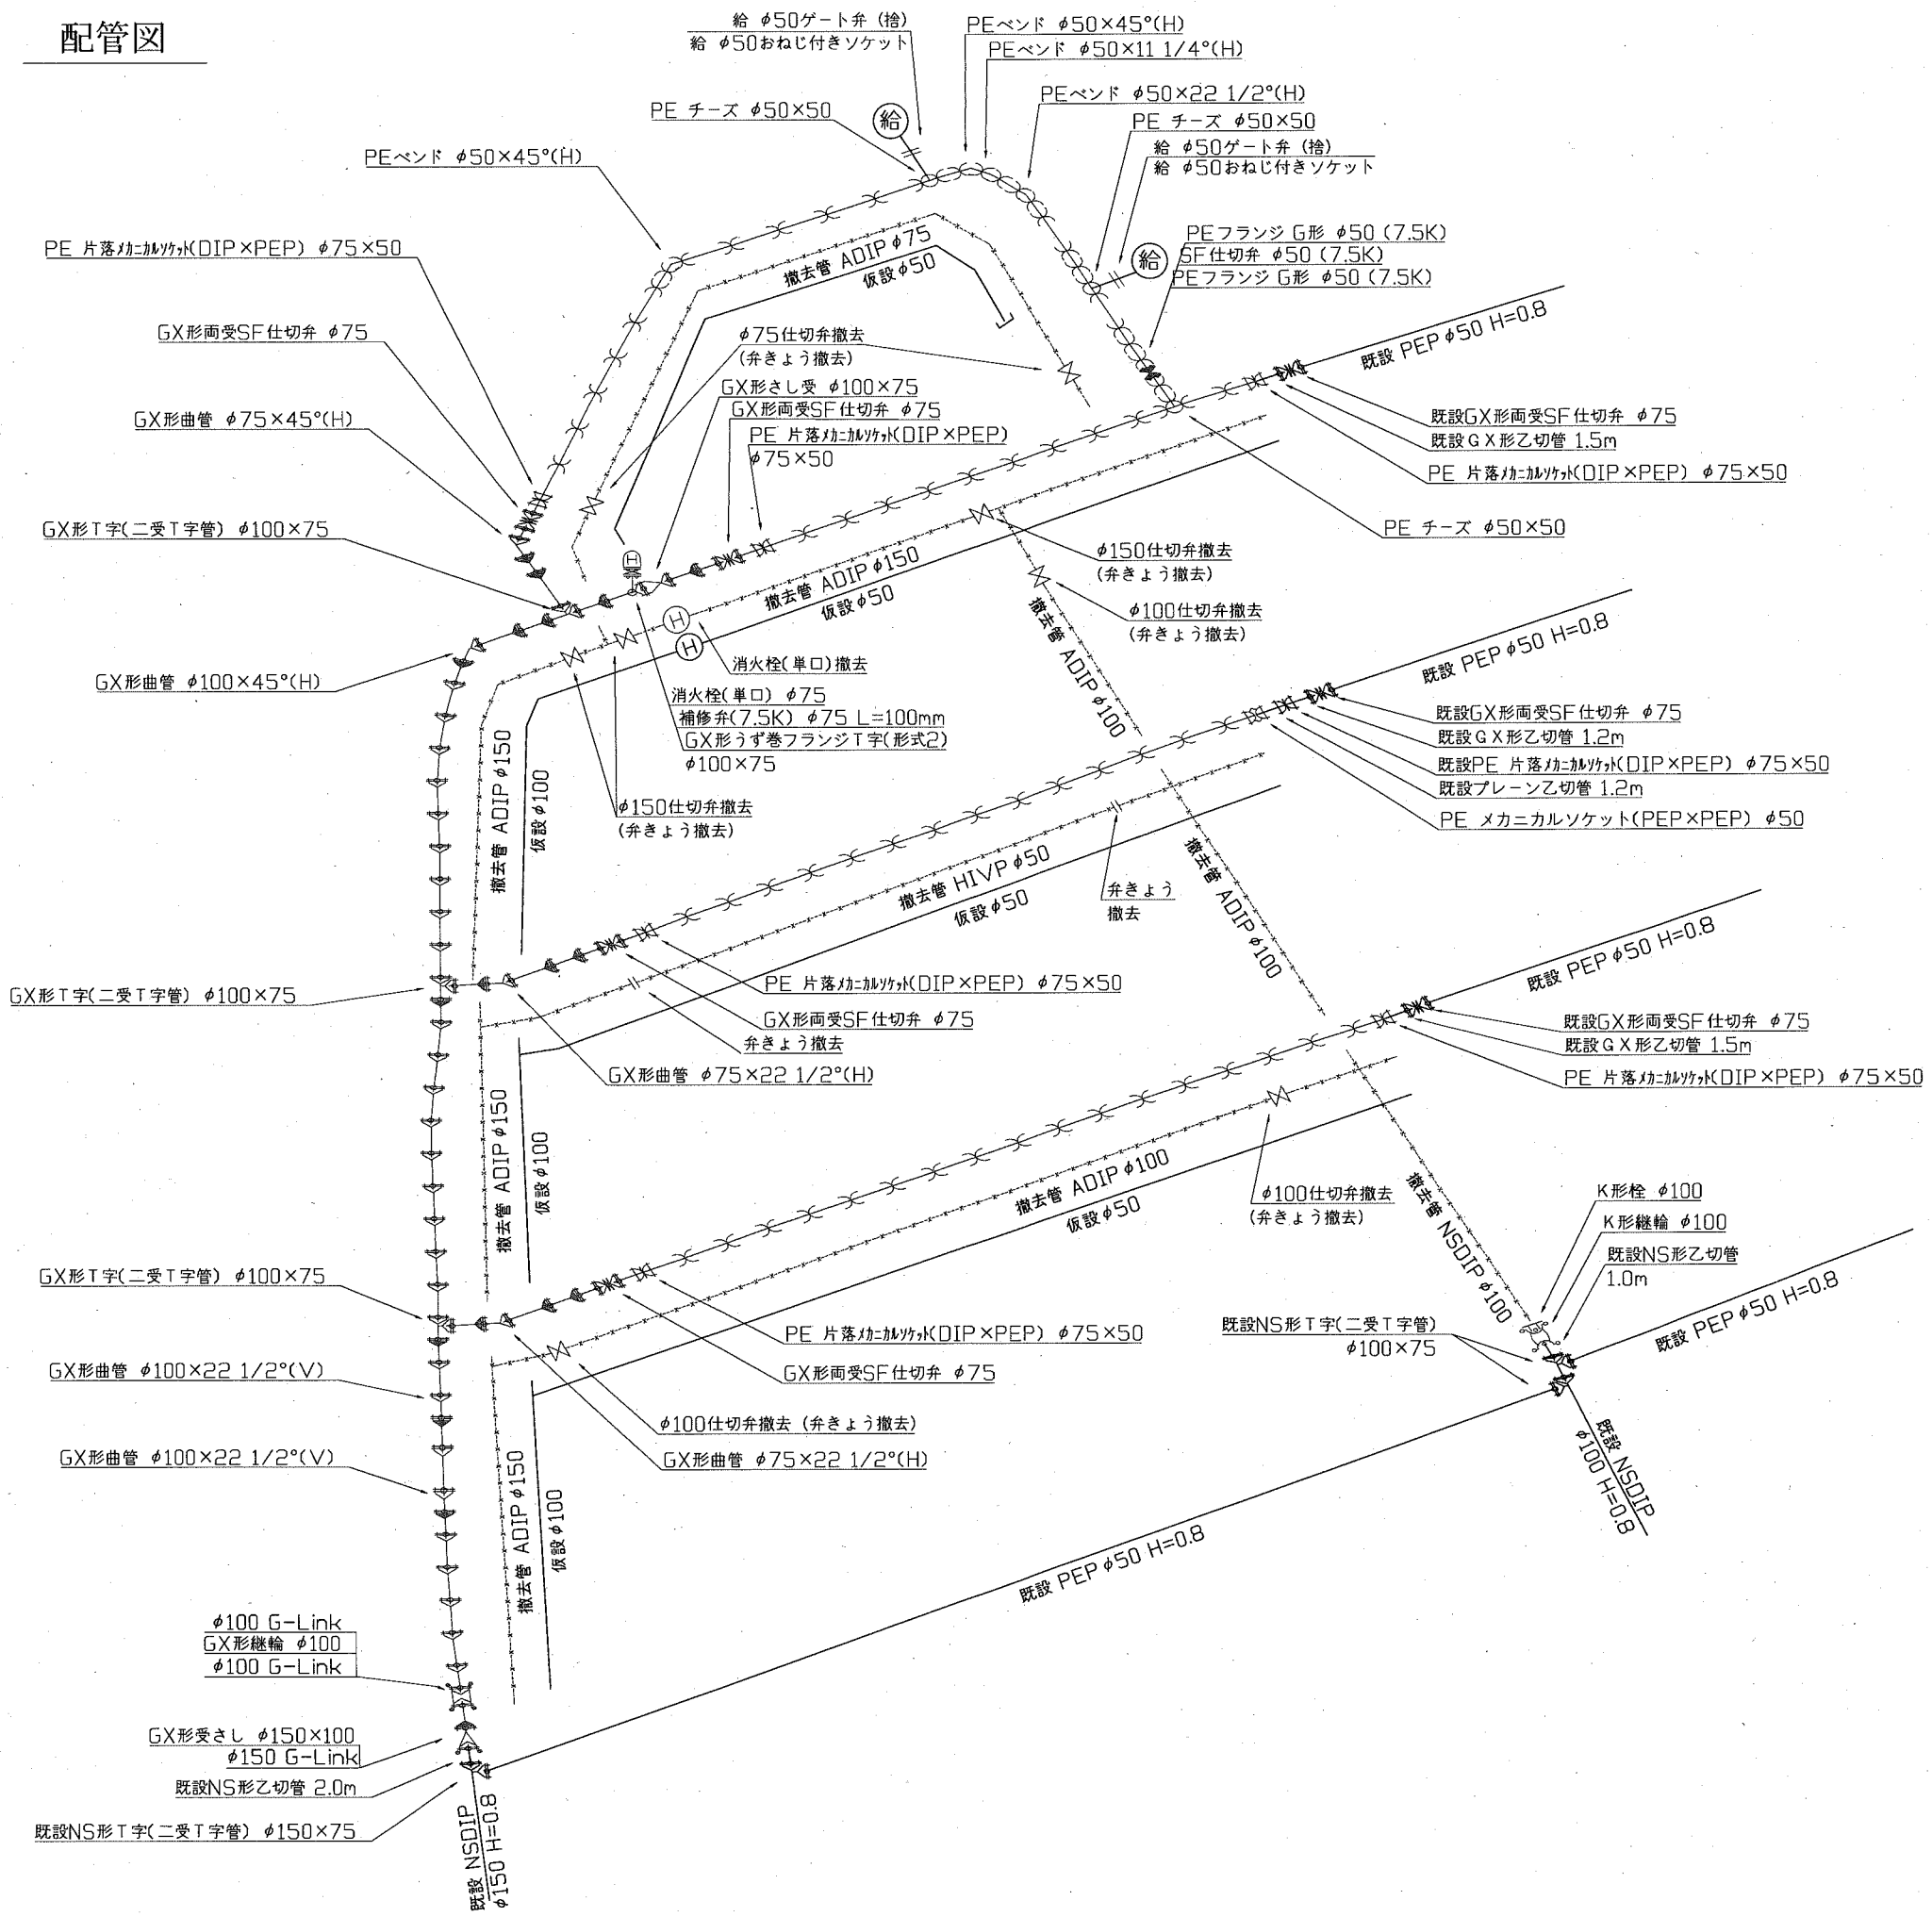 配管図
給 φ50ゲート弁 (捨)
給 φ50おねじ付きソケット
PEベンド φ50×45°(H)
PEベンド φ50×11 1/4°(H)
PE チーズ φ50×50
給
PEベンド φ50×22 1/2°(H)
PE チーズ φ50×50
給 φ50ゲート弁 (捨)
給 φ50おねじ付きソケット
PEベンド φ50×45°(H)
PE 片落メカニカルソケット(DIP×PEP) φ75×50
撤去管 ADIP φ75
仮設φ50
給
PEフランジ G形 φ50 (7.5K)
SF仕切弁 φ50 (7.5K)
PEフランジ G形 φ50 (7.5K)
既設 PEP φ50 H=0.8
GX形両受SF仕切弁 φ75
φ75仕切弁撤去
(弁きょう撤去)
GX形さし受 φ100×75
GX形両受SF仕切弁 φ75
PE 片落メカニカルソケット(DIP×PEP)
φ75×50
GX形曲管 φ75×45°(H)
既設GX形両受SF仕切弁 φ75
既設GX形乙切管 1.5m
PE 片落メカニカルソケット(DIP×PEP) φ75×50
PE チーズ φ50×50
GX形T字(二受T字管) φ100×75
H
撤去管 ADIP φ150
仮設φ50
φ150仕切弁撤去
(弁きょう撤去)
φ100仕切弁撤去
(弁きょう撤去)
撤去管 ADIP φ100
H
H
消火栓(単口)撤去
GX形曲管 φ100×45°(H)
消火栓(単口) φ75
補修弁(7.5K) φ75 L=100mm
GX形うず巻フランジT字(形式2)
φ100×75
φ150仕切弁撤去
(弁きょう撤去)
撤去管 ADIP φ150
仮設φ100
既設 PEP φ50 H=0.8
既設GX形両受SF仕切弁 φ75
既設GX形乙切管 1.2m
既設PE 片落メカニカルソケット(DIP×PEP) φ75×50
既設プレーン乙切管 1.2m
PE メカニカルソケット(PEP×PEP) φ50
撤去管 HIVP φ50
仮設φ50
弁きょう
撤去
撤去管 ADIP φ100
GX形T字(二受T字管) φ100×75
PE 片落メカニカルソケット(DIP×PEP) φ75×50
GX形両受SF仕切弁 φ75
弁きょう撤去
GX形曲管 φ75×22 1/2°(H)
既設 PEP φ50 H=0.8
既設GX形両受SF仕切弁 φ75
既設GX形乙切管 1.5m
PE 片落メカニカルソケット(DIP×PEP) φ75×50
撤去管 ADIP φ150
仮設φ100
撤去管 ADIP φ100
仮設φ50
φ100仕切弁撤去
(弁きょう撤去)
撤去管 NSDIP φ100
K形栓 φ100
K形継輪 φ100
既設NS形乙切管
1.0m
既設NS形T字(二受T字管)
φ100×75
既設 PEP φ50 H=0.8
GX形T字(二受T字管) φ100×75
PE 片落メカニカルソケット(DIP×PEP) φ75×50
GX形両受SF仕切弁 φ75
GX形曲管 φ100×22 1/2°(V)
φ100仕切弁撤去 (弁きょう撤去)
GX形曲管 φ75×22 1/2°(H)
GX形曲管 φ100×22 1/2°(V)
撤去管 ADIP φ150
仮設φ100
既設 NSDIP
φ100 H=0.8
既設 PEP φ50 H=0.8
φ100 G-Link
GX形継輪 φ100
φ100 G-Link
GX形受さし φ150×100
φ150 G-Link
既設NS形乙切管 2.0m
既設NS形T字(二受T字管) φ150×75
既設 NSDIP
φ150 H=0.8